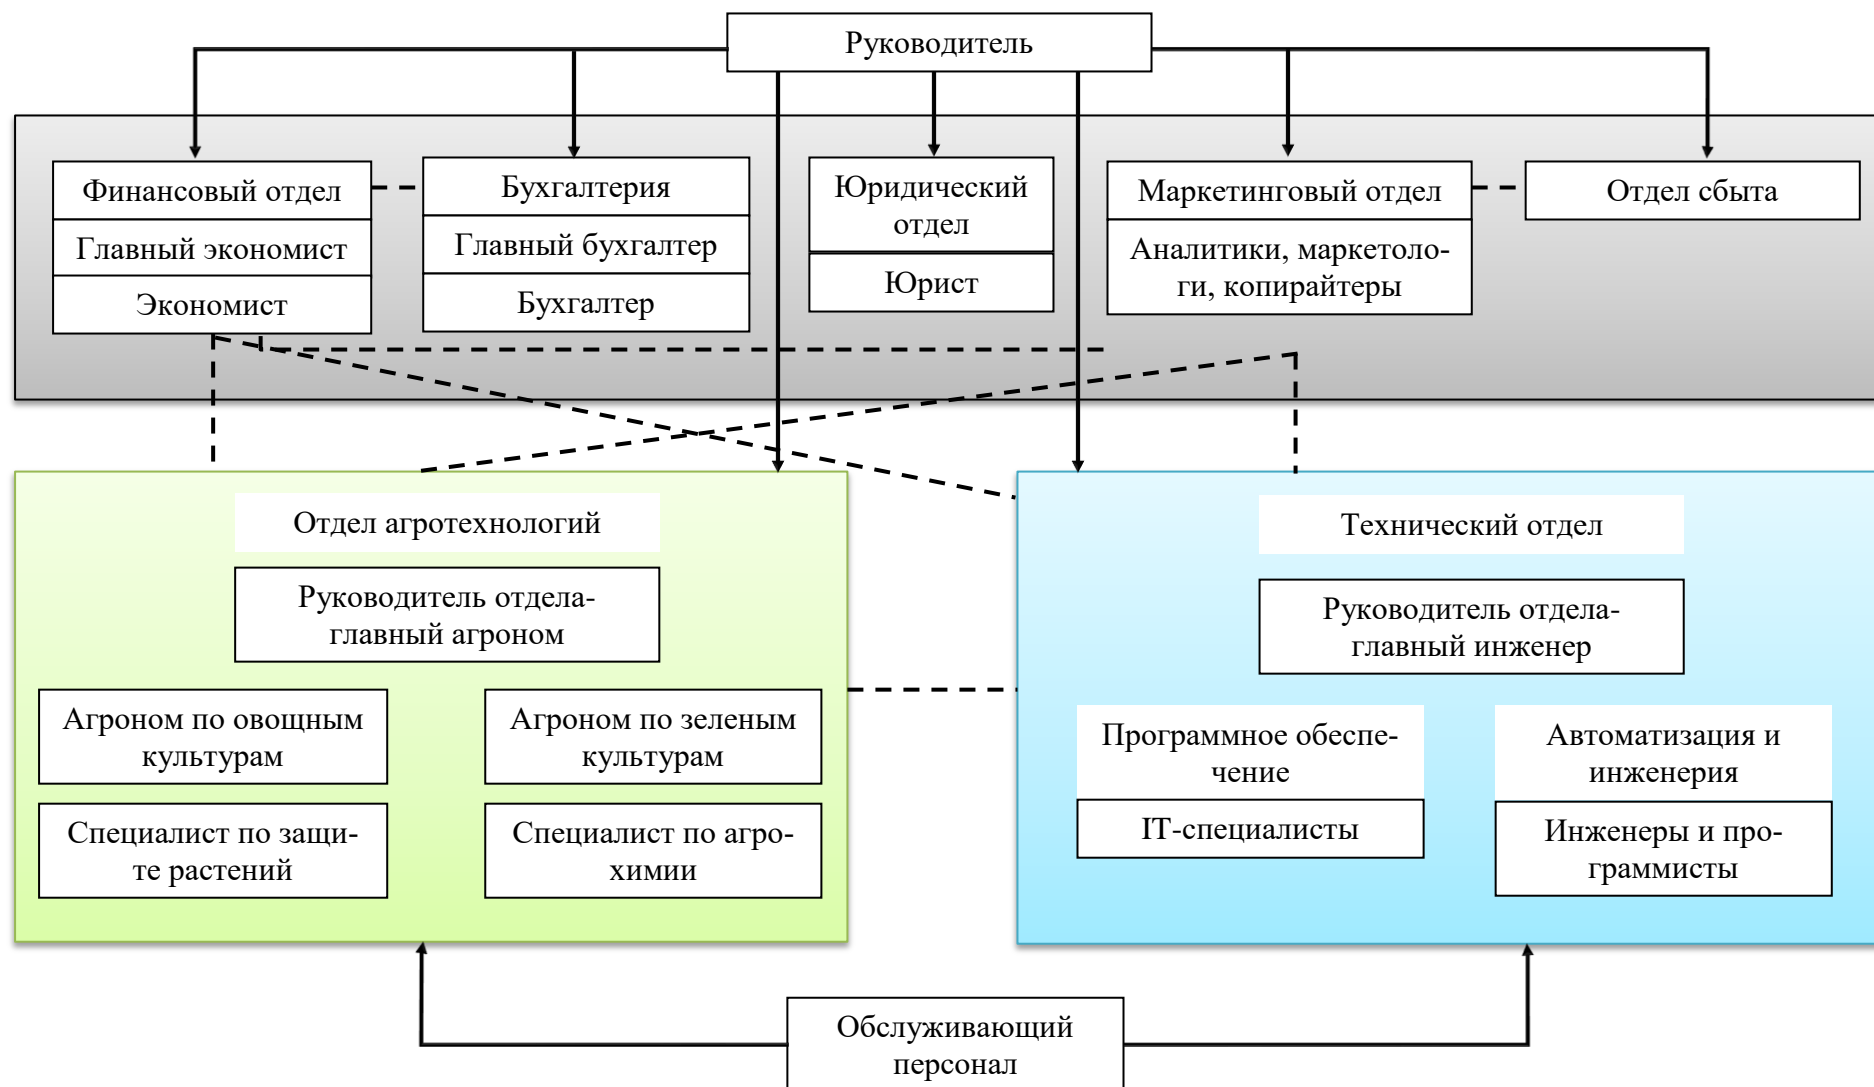 Руководитель
Финансовый отдел
Главный экономист
Экономист
Бухгалтерия
Главный бухгалтер
Бухгалтер
Юридический
отдел
Юрист
Маркетинговый отдел
Аналитики, маркетоло-
ги, копирайтеры
Отдел сбыта
Отдел агротехнологий
Руководитель отдела-
главный агроном
Агроном по овощным
культурам
Агроном по зеленым
культурам
Специалист по защи-
те растений
Специалист по агро-
химии
Технический отдел
Руководитель отдела-
главный инженер
Программное обеспе-
чение
IT-специалисты
Автоматизация и
инженерия
Инженеры и про-
граммисты
Обслуживающий
персонал